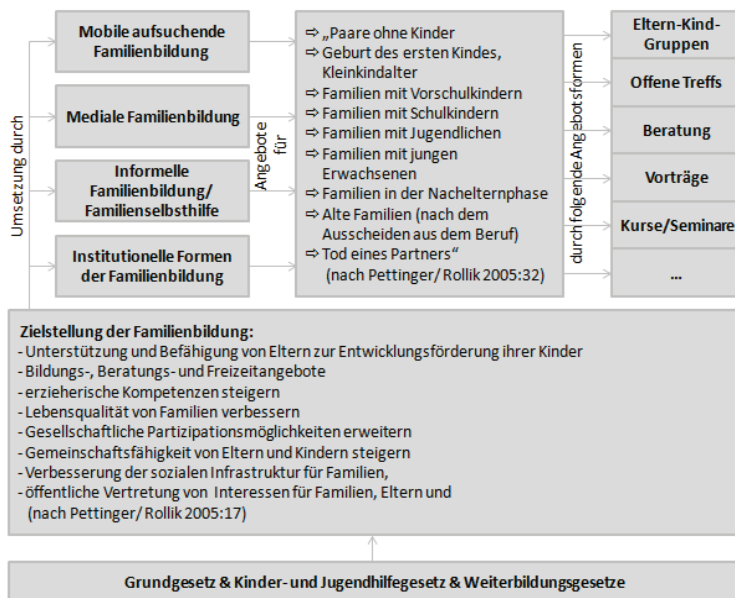 Umsetzung durch
Mobile aufsuchende
Familienbildung
Mediale Familienbildung
Informelle
Familienbildung/
Familienselbsthilfe
Institutionelle Formen
der Familienbildung
Angebote
für
⇨ „Paare ohne Kinder
⇨ Geburt des ersten Kindes,
Kleinkindalter
⇨ Familien mit Vorschulkindern
⇨ Familien mit Schulkindern
⇨ Familien mit Jugendlichen
⇨ Familien mit jungen
Erwachsenen
⇨ Familien in der Nachelternphase
⇨ Alte Familien (nach dem
Ausscheiden aus dem Beruf)
⇨ Tod eines Partners“
(nach Pettinger/ Rollik 2005:32)
durch folgende Angebotsformen
Eltern-Kind-
Gruppen
Offene Treffs
Beratung
Vorträge
Kurse/Seminare
...
Zielstellung der Familienbildung:
- Unterstützung und Befähigung von Eltern zur Entwicklungsförderung ihrer Kinder
- Bildungs-, Beratungs- und Freizeitangebote
- erzieherische Kompetenzen steigern
- Lebensqualität von Familien verbessern
- Gesellschaftliche Partizipationsmöglichkeiten erweitern
- Gemeinschaftsfähigkeit von Eltern und Kindern steigern
- Verbesserung der sozialen Infrastruktur für Familien,
- öffentliche Vertretung von Interessen für Familien, Eltern und
(nach Pettinger/ Rollik 2005:17)
Grundgesetz & Kinder- und Jugendhilfegesetz & Weiterbildungsgesetze